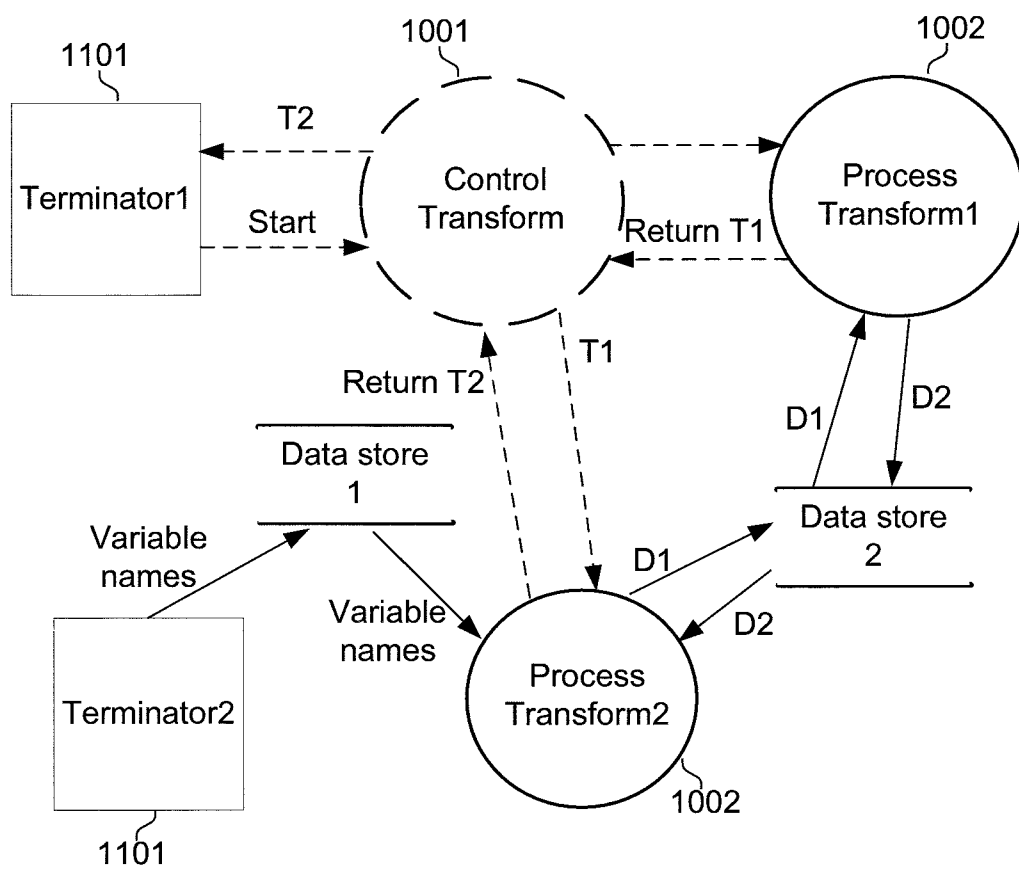 1001
1002
1101
T2
Terminator1
Control
Transform
Process
Transform1
Start
Return T1
T1
Return T2
D1
D2
Data store
1
Data store
2
Variable
names
D1
Variable
names
D2
Terminator2
Process
Transform2
1002
1101